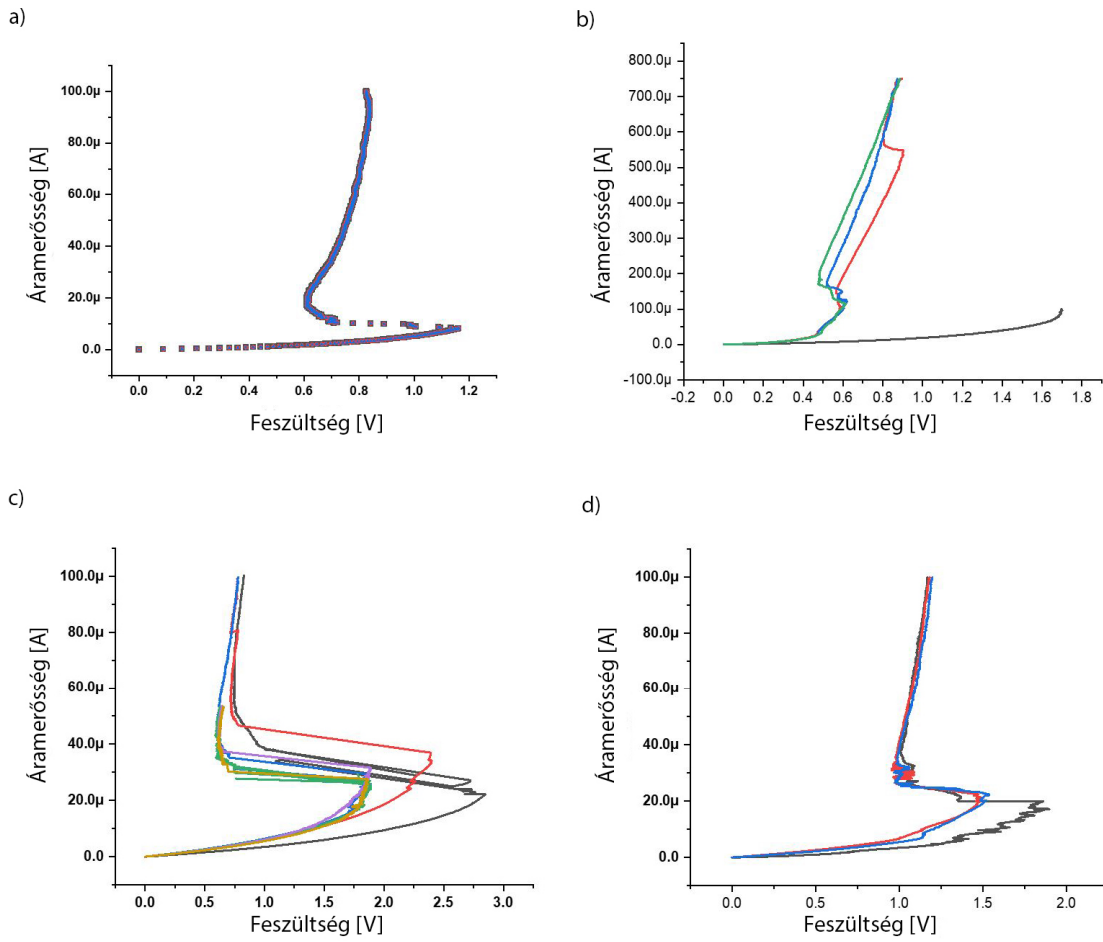 a)
100.0µ
80.0µ
60.0µ
40.0µ
20.0µ
0.0
Áramerősség [A]
0.0 0.2 0.4 0.6 0.8 1.0 1.2
Feszültség [V]
b)
800.0µ
700.0µ
600.0µ
500.0µ
400.0µ
300.0µ
200.0µ
100.0µ
0.0
-100.0µ
Áramerősség [A]
-0.2 0.0 0.2 0.4 0.6 0.8 1.0 1.2 1.4 1.6 1.8
Feszültség [V]
c)
100.0µ
80.0µ
60.0µ
40.0µ
20.0µ
0.0
Áramerősség [A]
0.0 0.5 1.0 1.5 2.0 2.5 3.0
Feszültség [V]
d)
100.0µ
80.0µ
60.0µ
40.0µ
20.0µ
0.0
Áramerősség [A]
0.0 0.5 1.0 1.5 2.0
Feszültség [V]